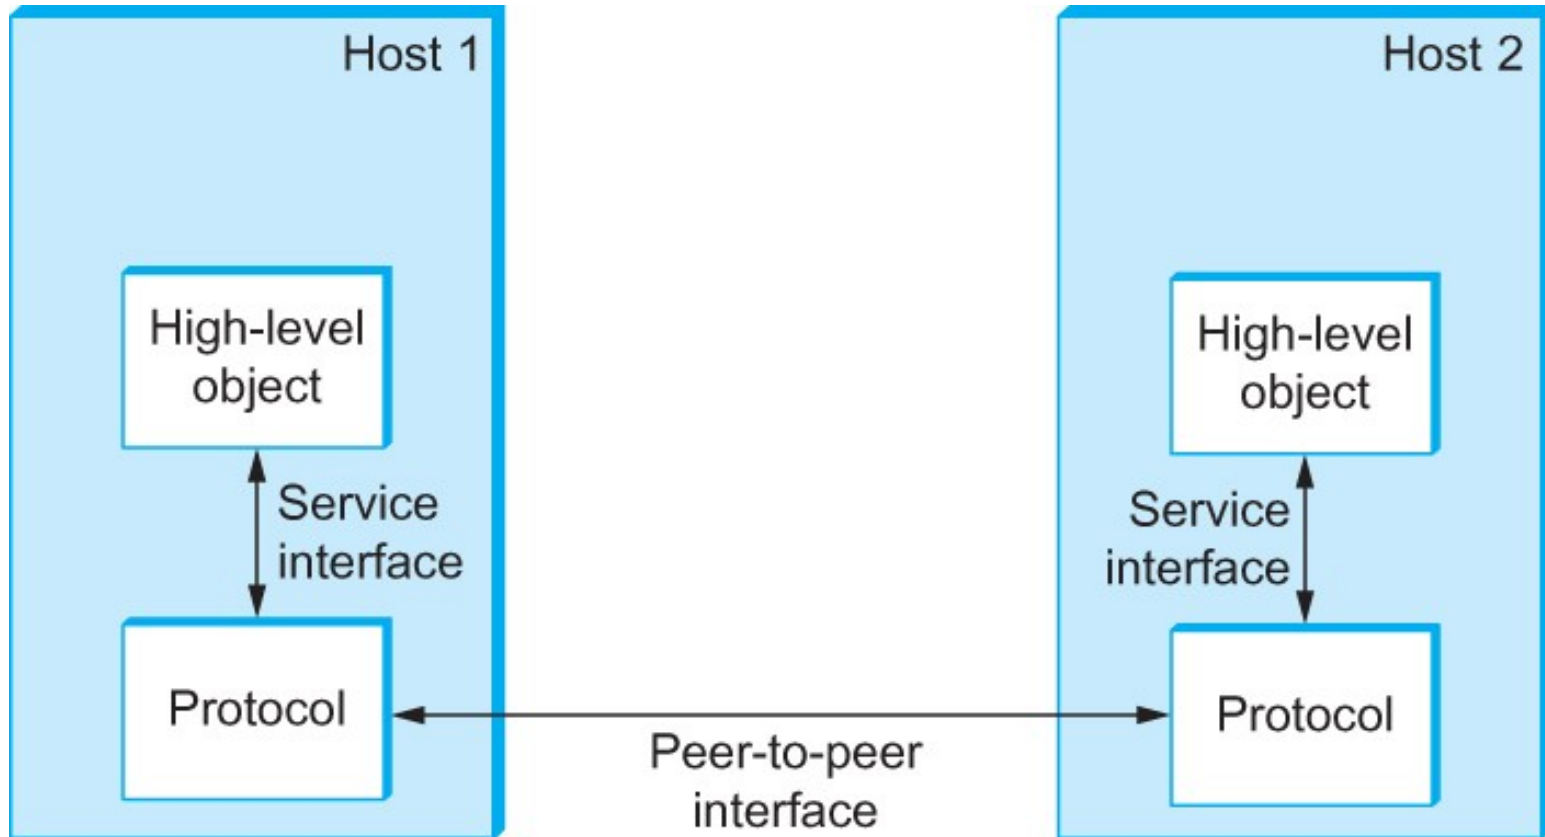 Host 1
High-level
object
Service
interface
Protocol
Peer-to-peer
interface
Host 2
High-level
object
Service
interface
Protocol